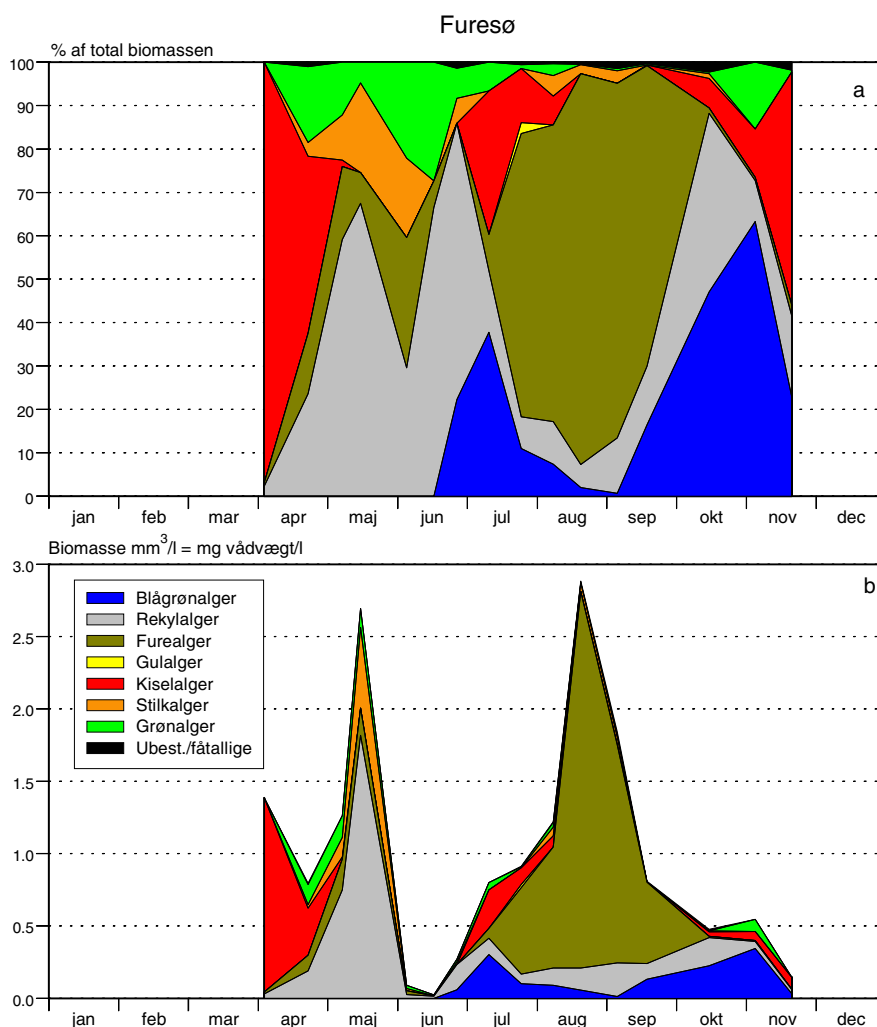 Furesø
% af total biomassen
a
100
90
80
70
60
50
40
30
20
10
0
jan feb mar apr maj jun jul aug sep okt nov dec
Biomasse mm³/l = mg vådvægt/l
b
3.0
2.5
2.0
1.5
1.0
0.5
0.0
Blågrønalger
Rekylalger
Furealger
Gulalger
Kiselalger
Stilkalger
Grønalger
Ubest./fåtallige
jan feb mar apr maj jun jul aug sep okt nov dec